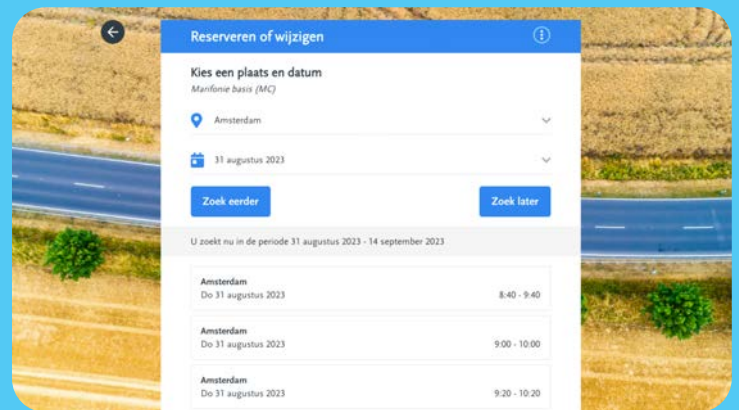 Reserveren of wijzigen
Kies een plaats en datum
Marifonie basis (MC)
Amsterdam
31 augustus 2023
Zoek eerder
Zoek later
U zoekt nu in de periode 31 augustus 2023 - 14 september 2023
Amsterdam
Do 31 augustus 2023
8:40 - 9:40
Amsterdam
Do 31 augustus 2023
9:00 - 10:00
Amsterdam
Do 31 augustus 2023
9:20 - 10:20